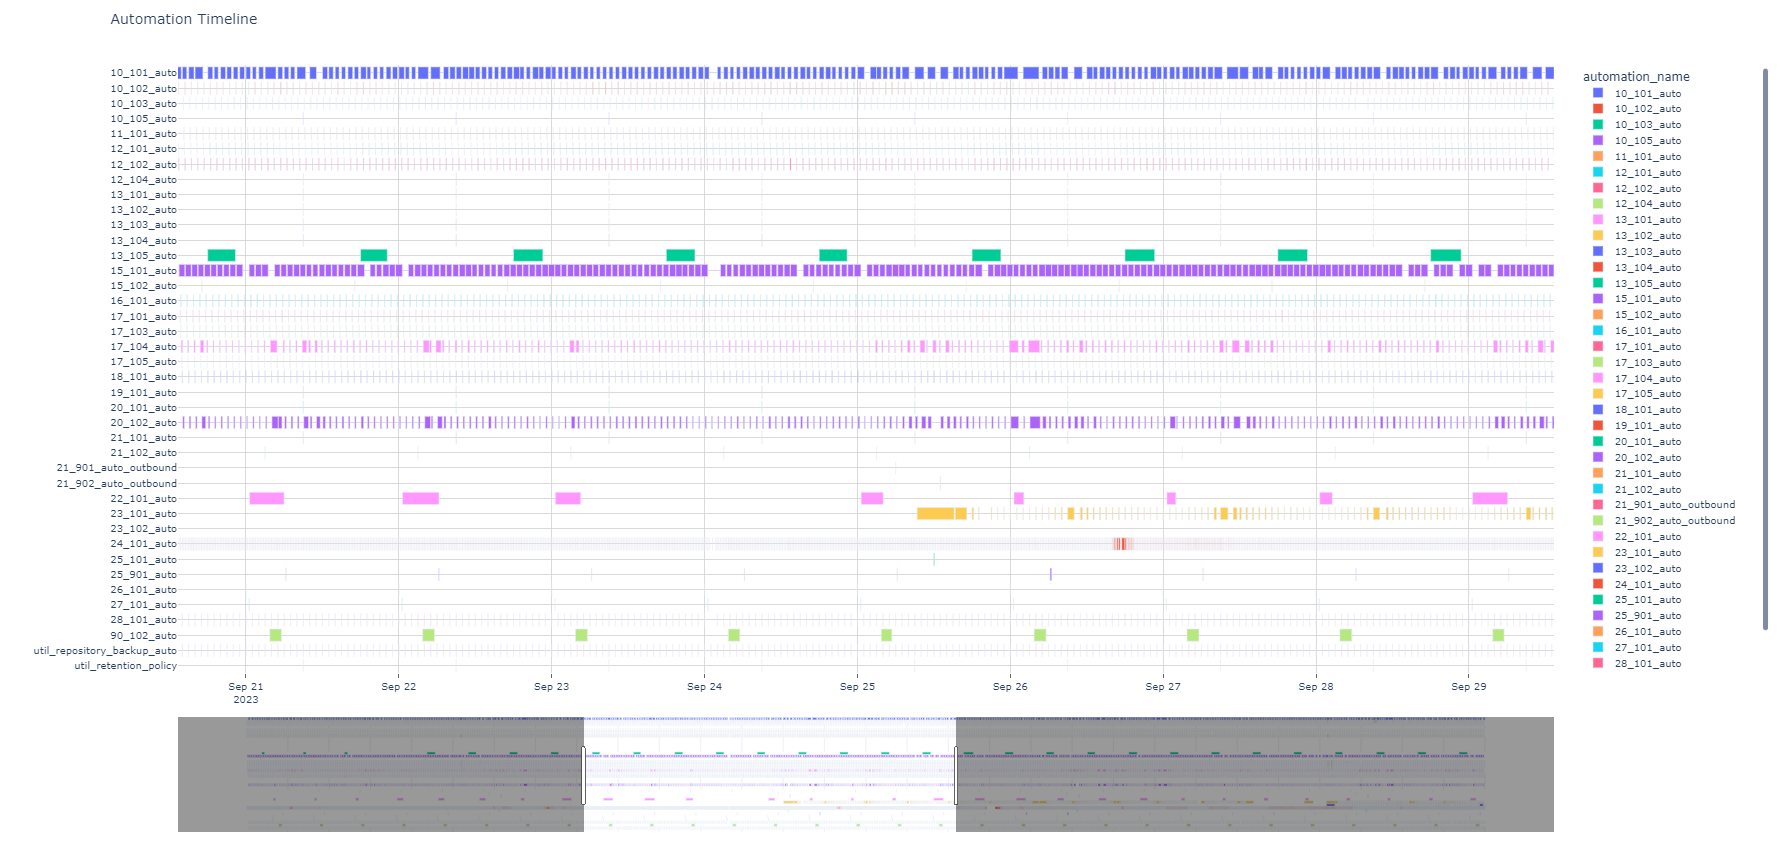 Automation Timeline
10_101_auto
10_102_auto
10_103_auto
10_105_auto
11_101_auto
12_101_auto
12_102_auto
12_104_auto
13_101_auto
13_102_auto
13_103_auto
13_104_auto
13_105_auto
15_101_auto
15_102_auto
16_101_auto
17_101_auto
17_103_auto
17_104_auto
17_105_auto
18_101_auto
19_101_auto
20_101_auto
20_102_auto
21_101_auto
21_102_auto
21_901_auto_outbound
21_902_auto_outbound
22_101_auto
23_101_auto
23_102_auto
24_101_auto
25_101_auto
25_901_auto
26_101_auto
27_101_auto
28_101_auto
90_102_auto
util_repository_backup_auto
util_retention_policy
Sep 21 Sep 22 Sep 23 Sep 24 Sep 25 Sep 26 Sep 27 Sep 28 Sep 29
2023
automation_name
10_101_auto
10_102_auto
10_103_auto
10_105_auto
11_101_auto
12_101_auto
12_102_auto
12_104_auto
13_101_auto
13_102_auto
13_103_auto
13_104_auto
13_105_auto
15_101_auto
15_102_auto
16_101_auto
17_101_auto
17_103_auto
17_104_auto
17_105_auto
18_101_auto
19_101_auto
20_101_auto
20_102_auto
21_101_auto
21_102_auto
21_901_auto_outbound
21_902_auto_outbound
22_101_auto
23_101_auto
23_102_auto
24_101_auto
25_101_auto
25_901_auto
26_101_auto
27_101_auto
28_101_auto